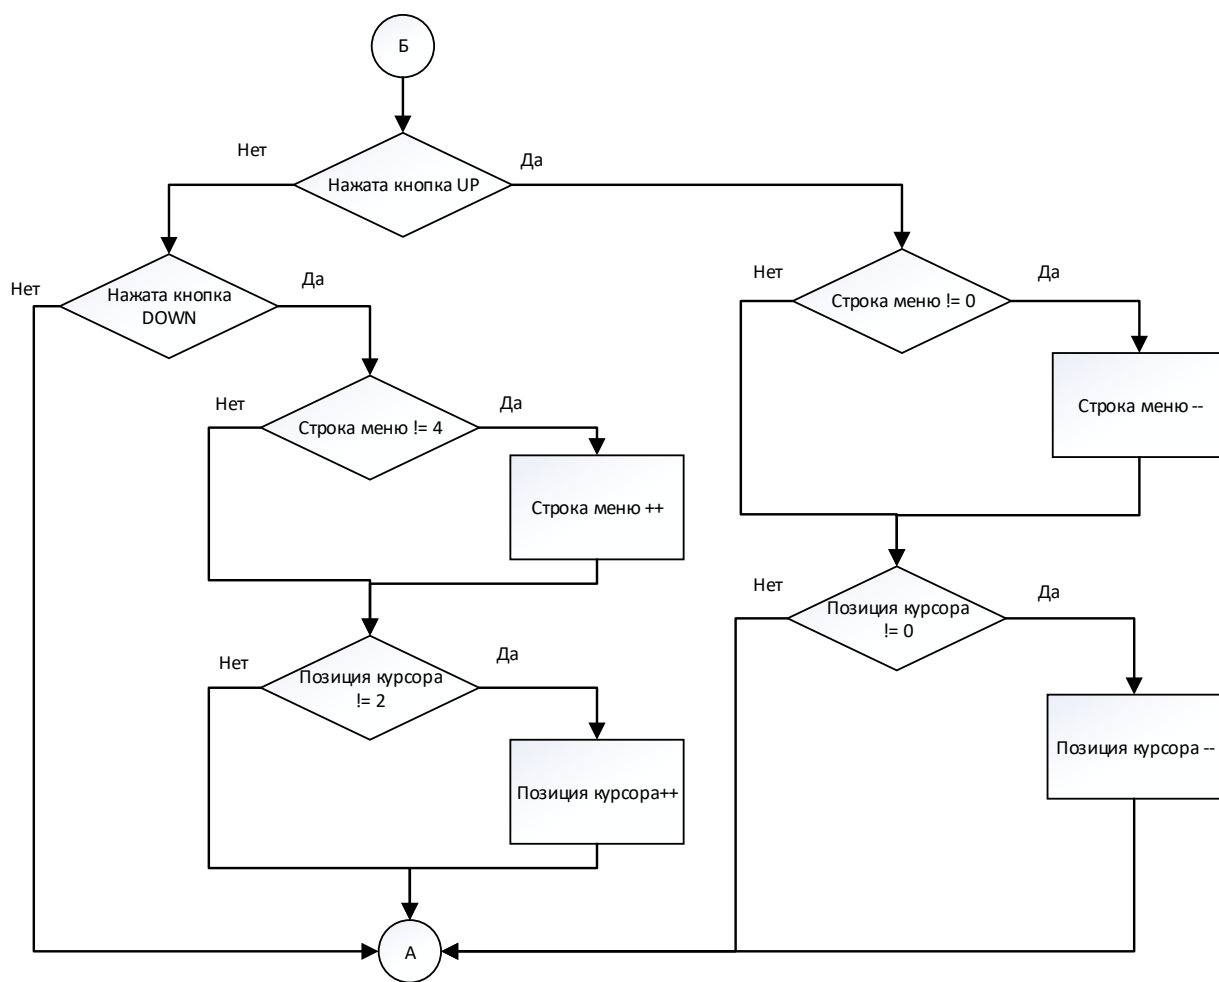 Б
Нет
Да
Нажата кнопка UP
Нет
Да
Нажата кнопка
DOWN
Нет
Да
Строка меню != 0
Строка меню --
Нет
Да
Строка меню != 4
Строка меню ++
Нет
Да
Позиция курсора
!= 0
Нет
Да
Позиция курсора
!= 2
Позиция курсора --
Позиция курсора++
А